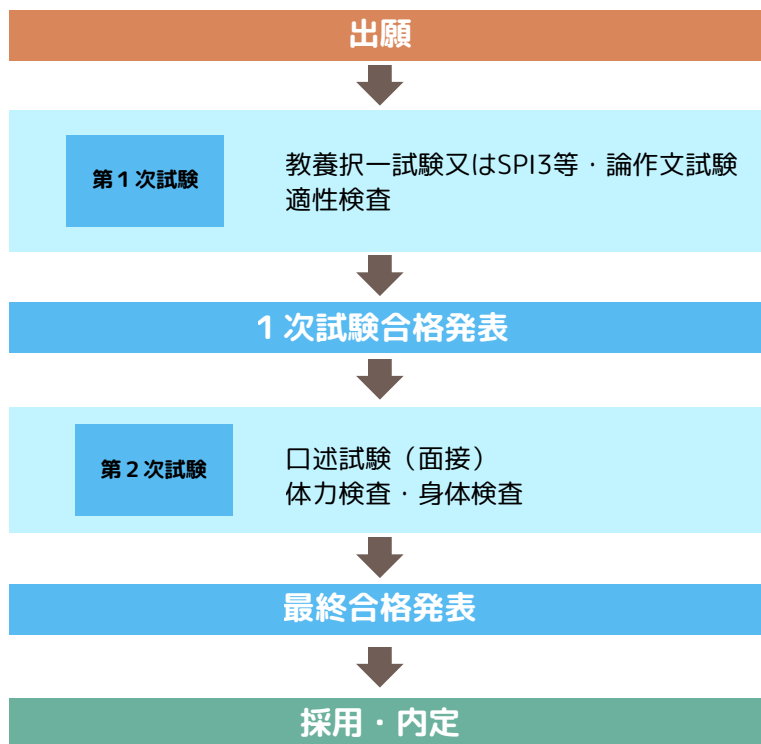 出願
第１次試験
教養択一試験又はSPI3等・論作文試験
適性検査
１次試験合格発表
第２次試験
口述試験（面接）
体力検査・身体検査
最終合格発表
採用・内定